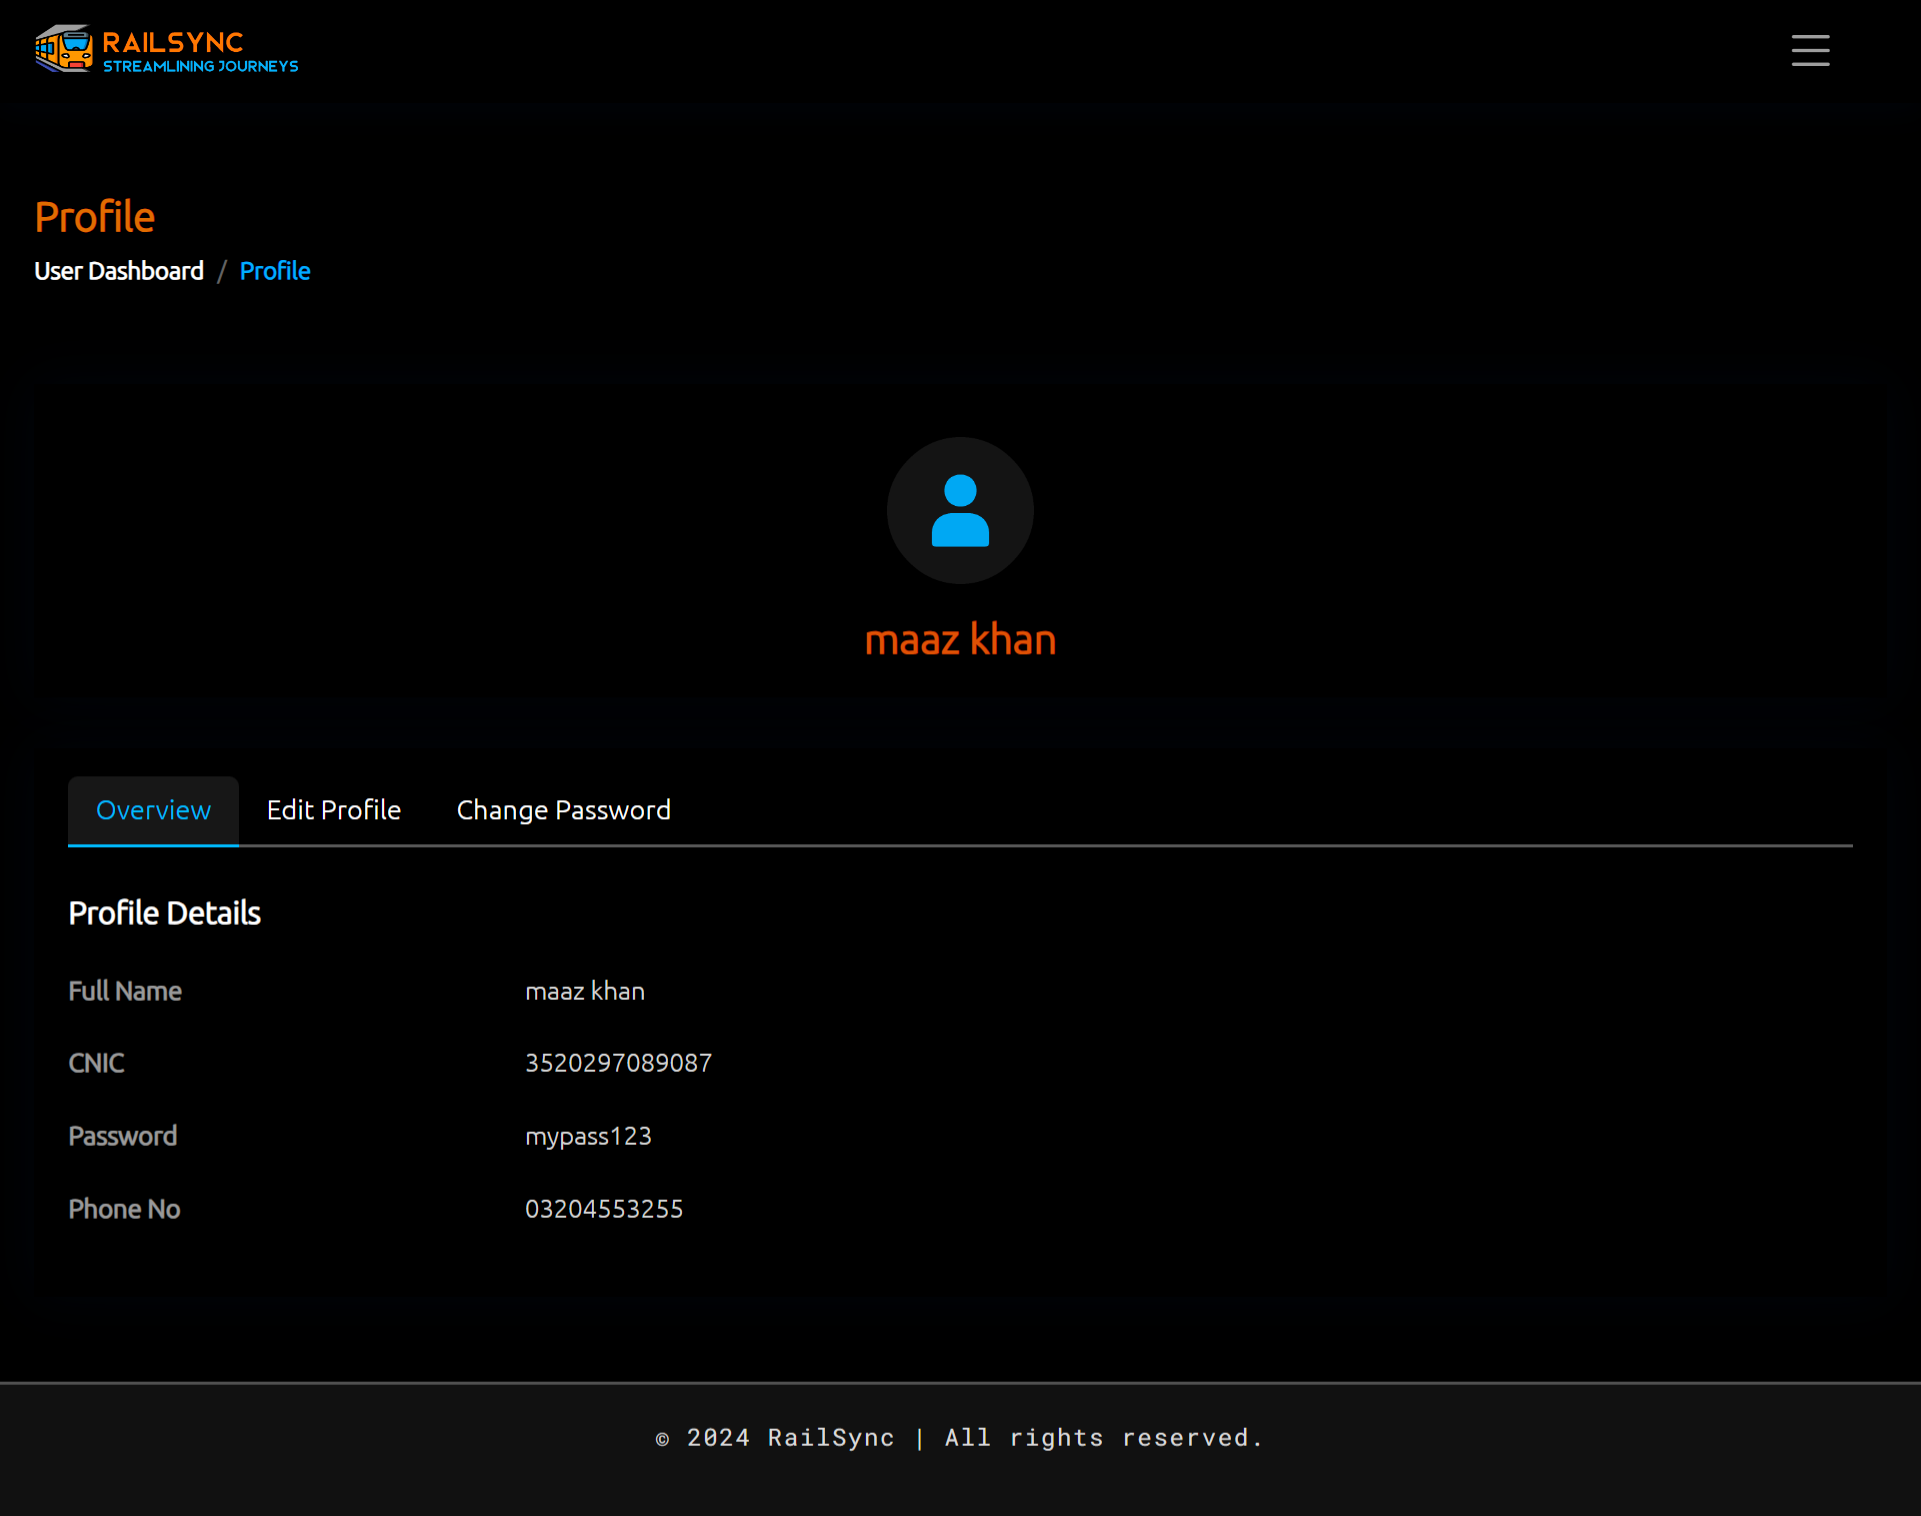 RAILSYNC
STREAMLINING JOURNEYS
Profile
User Dashboard / Profile
maaz khan
Overview Edit Profile Change Password
Profile Details
Full Name maaz khan
CNIC 3520297089087
Password mypass123
Phone No 03204553255
© 2024 RailSync | All rights reserved.